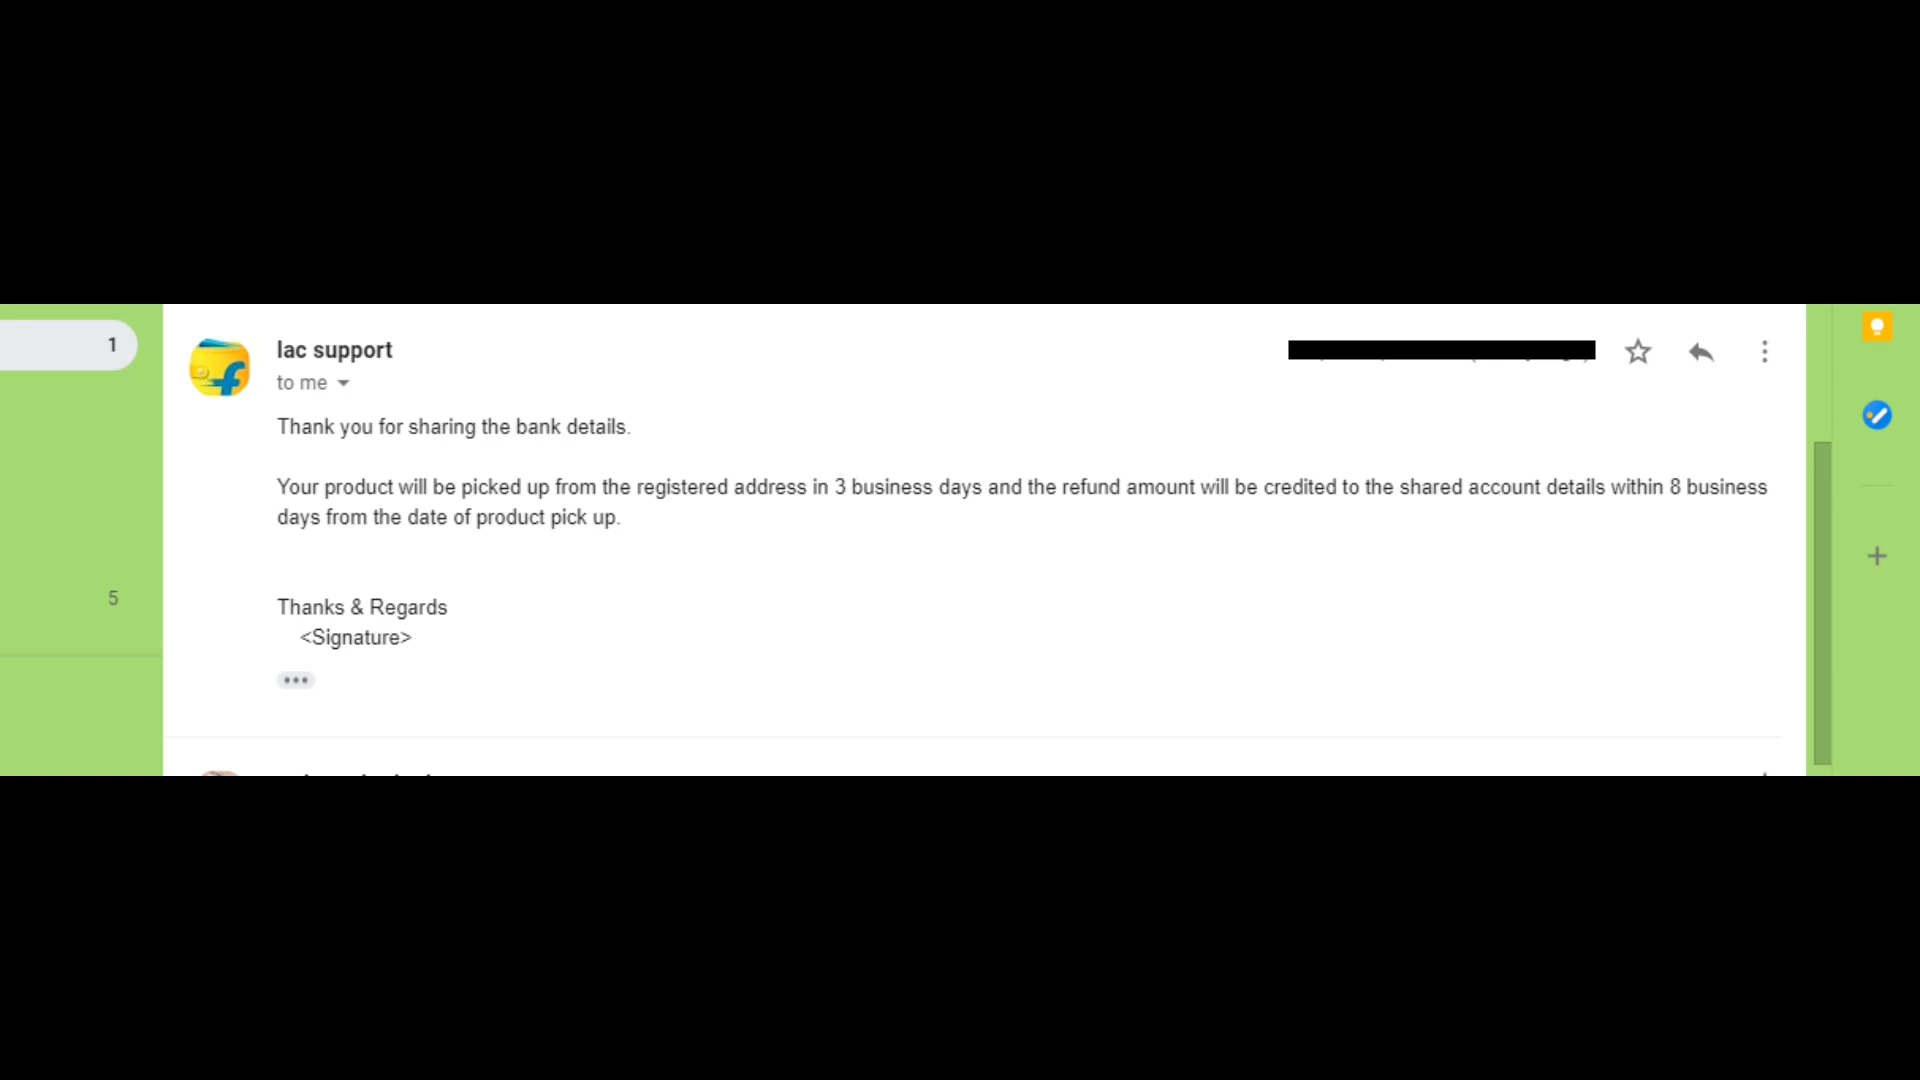 1
lac support
to me
Thank you for sharing the bank details.
Your product will be picked up from the registered address in 3 business days and the refund amount will be credited to the shared account details within 8 business
days from the date of product pick up.
5
Thanks & Regards
<Signature>